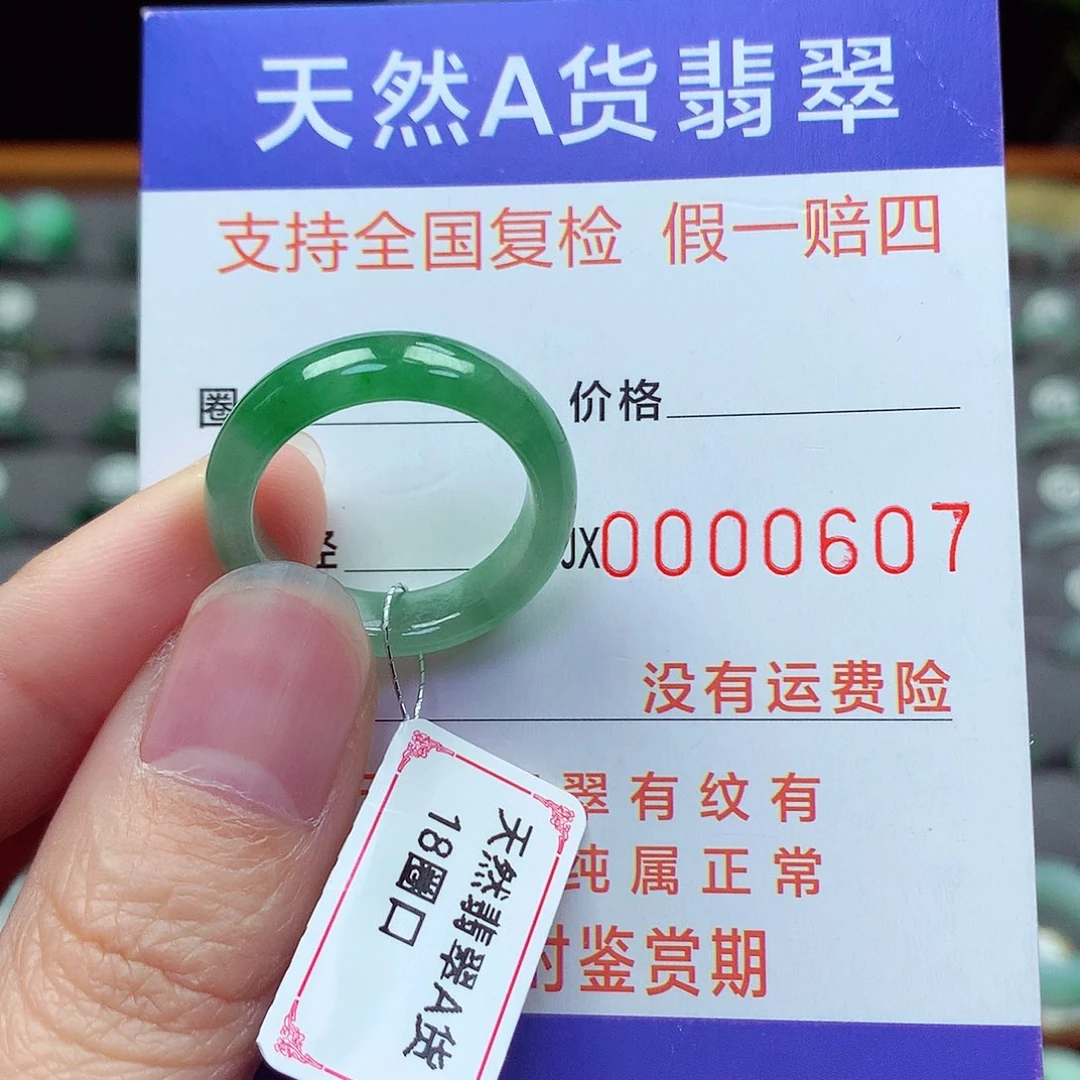 天然A货翡翠
支持全国复检 假一赔四
圈 价格
JX0000607
没有运费险
翠有纹有
纯属正常
时鉴赏期
天然翡翠A货
18圈口